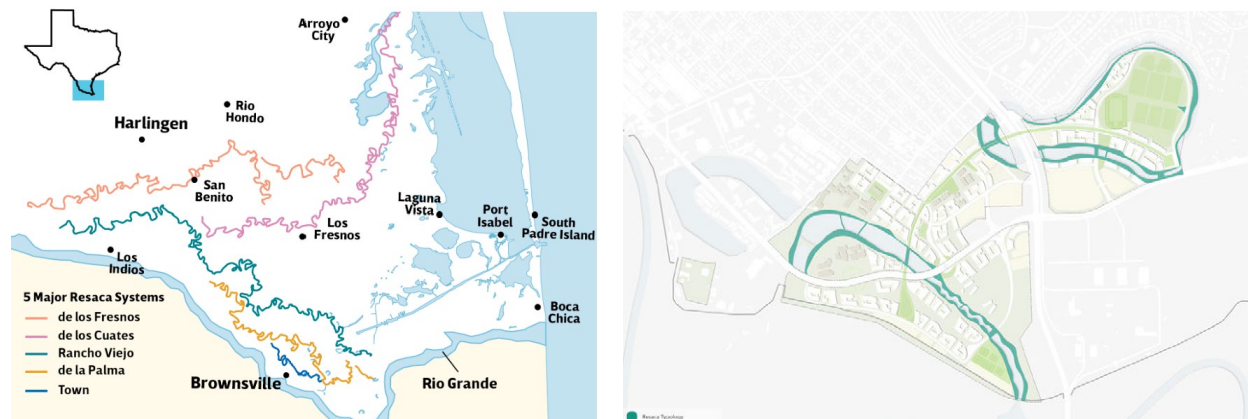 Arroyo
City
Rio
Hondo
Harlingen
San
Benito
Laguna
Vista
Port
Isabel
South
Padre Island
Los
Fresnos
Los
Indios
5 Major Resaca Systems
de los Fresnos
de los Cuates
Rancho Viejo
de la Palma
Town
Boca
Chica
Brownsville
Rio Grande